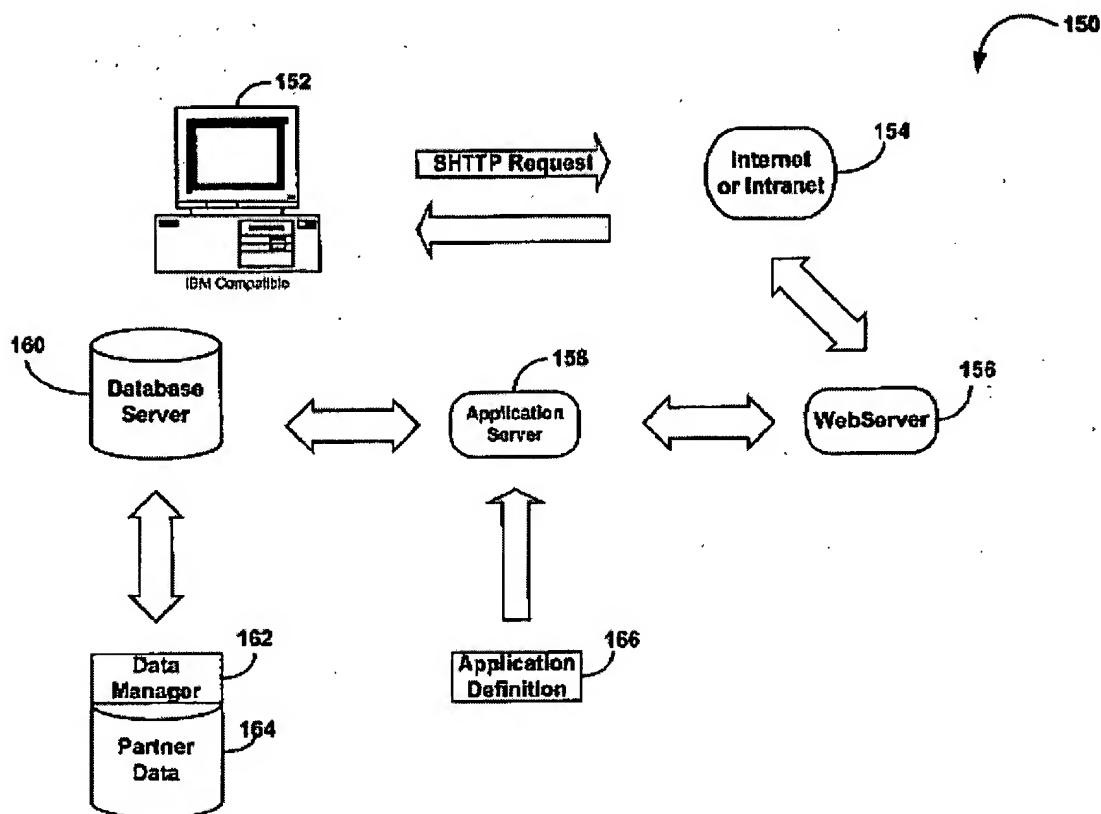 150
152
SHTTP Request
Internet
or Intranet
154
IBM Compatible
160
Database
Server
158
Application
Server
156
WebServer
162
Data
Manager
166
Application
Definition
164
Partner
Data